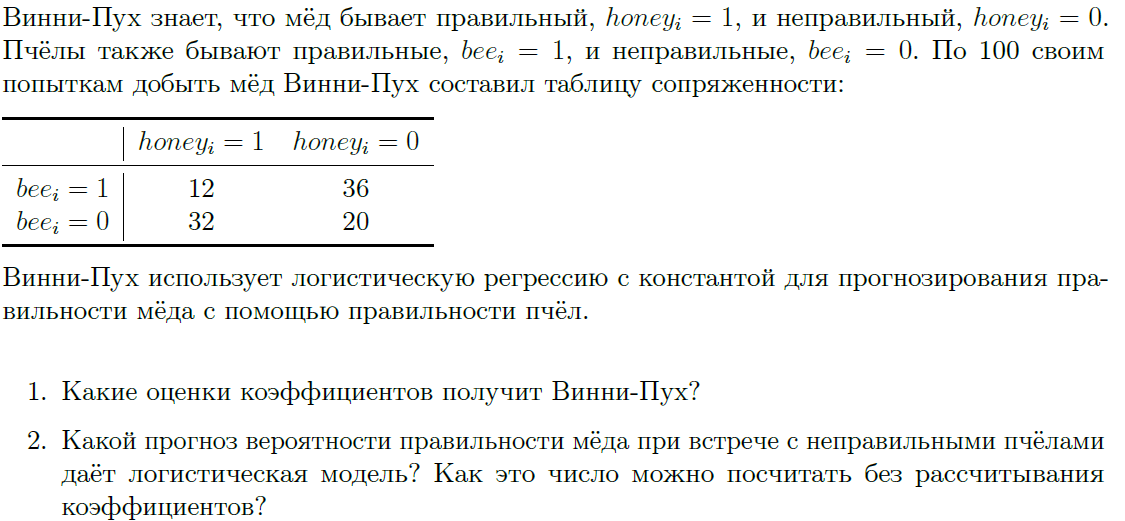 Винни-Пух знает, что мёд бывает правильный, honey_i = 1, и неправильный, honey_i = 0.
Пчёлы также бывают правильные, bee_i = 1, и неправильные, bee_i = 0. По 100 своим
попыткам добыть мёд Винни-Пух составил таблицу сопряженности:
honey_i = 1 honey_i = 0
bee_i = 1 12 36
bee_i = 0 32 20
Винни-Пух использует логистическую регрессию с константой для прогнозирования пра-
вильности мёда с помощью правильности пчёл.
1. Какие оценки коэффициентов получит Винни-Пух?
2. Какой прогноз вероятности правильности мёда при встрече с неправильными пчёлами
даёт логистическая модель? Как это число можно посчитать без рассчитывания
коэффициентов?